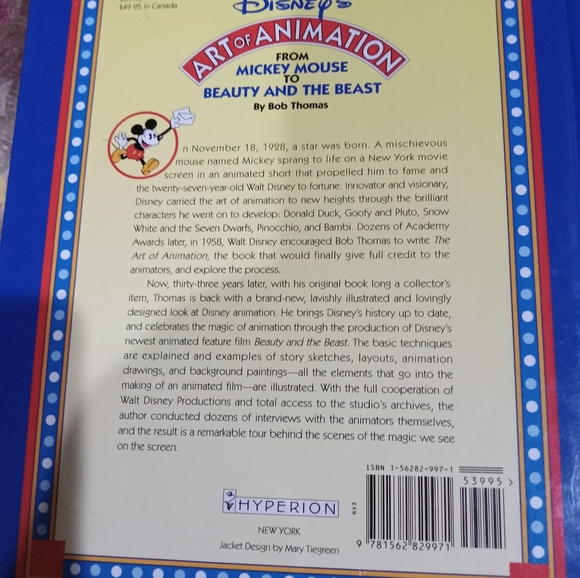 $49.95 in Canada
DISNEY'S
ART OF ANIMATION
FROM
MICKEY MOUSE
TO
BEAUTY AND THE BEAST
By Bob Thomas
n November 18, 1928, a star was born. A mischievous
mouse named Mickey sprang to life on a New York movie
screen in an animated short that propelled him to fame and
the twenty-seven-year-old Walt Disney to fortune. Innovator and visionary,
Disney carried the art of animation to new heights through the brilliant
characters he went on to develop: Donald Duck, Goofy and Pluto, Snow
White and the Seven Dwarfs, Pinocchio, and Bambi. Dozens of Academy
Awards later, in 1958, Walt Disney encouraged Bob Thomas to write The
Art of Animation, the book that would finally give full credit to the
animators, and explore the process.
Now, thirty-three years later, with his original book long a collector's
item, Thomas is back with a brand-new, lavishly illustrated and lovingly
designed look at Disney animation. He brings Disney's history up to date,
and celebrates the magic of animation through the production of Disney's
newest animated feature film Beauty and the Beast. The basic techniques
are explained and examples of story sketches, layouts, animation
drawings, and background paintings—all the elements that go into the
making of an animated film—are illustrated. With the full cooperation of
Walt Disney Productions and total access to the studio's archives, the
author conducted dozens of interviews with the animators themselves,
and the result is a remarkable tour behind the scenes of the magic we see
on the screen.
ISBN 1-56282-997-1
53995 >
EAN
9 781562 829971
HYPERION
NEW YORK
Jacket Design by Mary Tiegreen